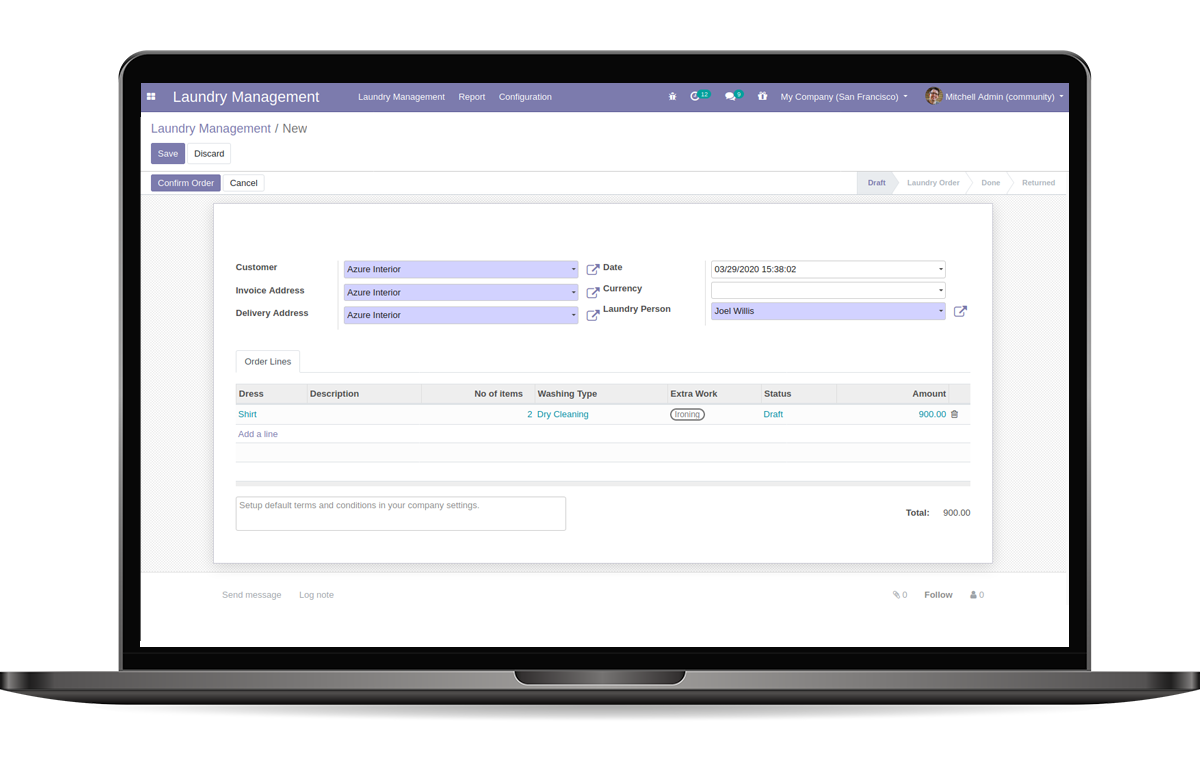 Laundry Management Laundry Management Report Configuration 12 9 My Company (San Francisco) Mitchell Admin (community)
Laundry Management / New
Save Discard
Confirm Order Cancel Draft Laundry Order Done Returned
Customer Azure Interior Date 03/29/2020 15:38:02
Invoice Address Azure Interior Currency
Delivery Address Azure Interior Laundry Person Joel Willis
Order Lines
Dress Description No of items Washing Type Extra Work Status Amount
Shirt 2 Dry Cleaning Ironing Draft 900.00
Add a line
Setup default terms and conditions in your company settings.
Total: 900.00
Send message Log note 0 Follow 0